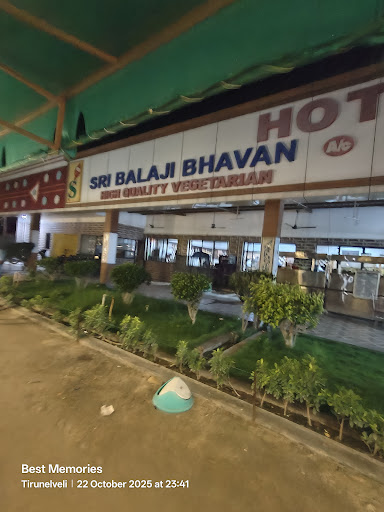 HOT
SRI BALAJI BHAVAN
A/C
HIGH QUALITY VEGETARIAN
Best Memories
Tirunelveli | 22 October 2025 at 23:41